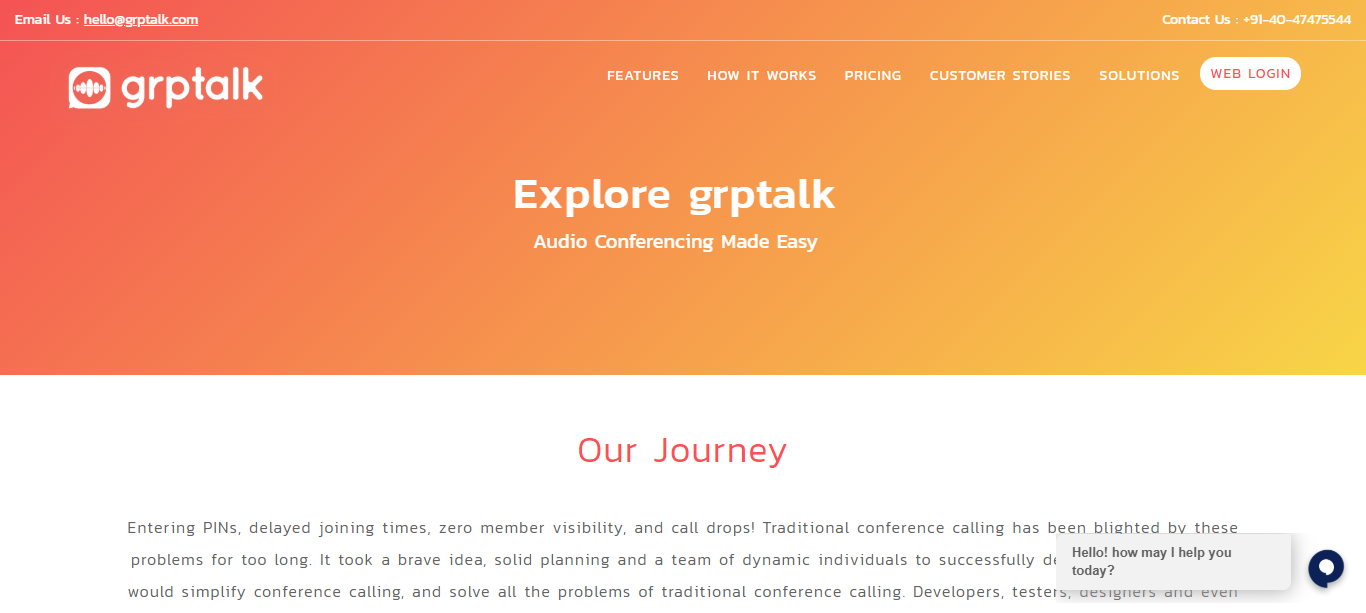 Email Us : hello@grptalk.com
Contact Us : +91-40-47475544
grptalk
FEATURES
HOW IT WORKS
PRICING
CUSTOMER STORIES
SOLUTIONS
WEB LOGIN
Explore grptalk
Audio Conferencing Made Easy
Our Journey
Entering PINs, delayed joining times, zero member visibility, and call drops! Traditional conference calling has been blighted by these
problems for too long. It took a brave idea, solid planning and a team of dynamic individuals to successfully
would simplify conference calling, and solve all the problems of traditional conference calling. Developers, testers, designers and even
Hello! how may I help you
today?